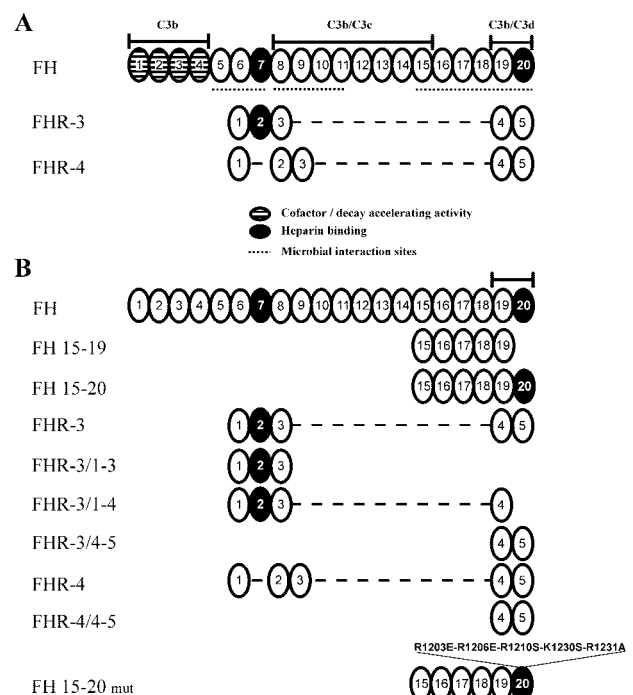 A
C3b C3b/C3c C3b/C3d
FH 1 2 3 4 5 6 7 8 9 10 11 12 13 14 15 16 17 18 19 20
FHR-3 1 2 3 4 5
FHR-4 1 2 3 4 5
Cofactor / decay accelerating activity
Heparin binding
Microbial interaction sites
B
FH 1 2 3 4 5 6 7 8 9 10 11 12 13 14 15 16 17 18 19 20
FH 15-19 15 16 17 18 19
FH 15-20 15 16 17 18 19 20
FHR-3 1 2 3 4 5
FHR-3/1-3 1 2 3
FHR-3/1-4 1 2 3 4
FHR-3/4-5 4 5
FHR-4 1 2 3 4 5
FHR-4/4-5 4 5
R1203E-R1206E-R1210S-K1230S-R1231A
FH 15-20 mut 15 16 17 18 19 20